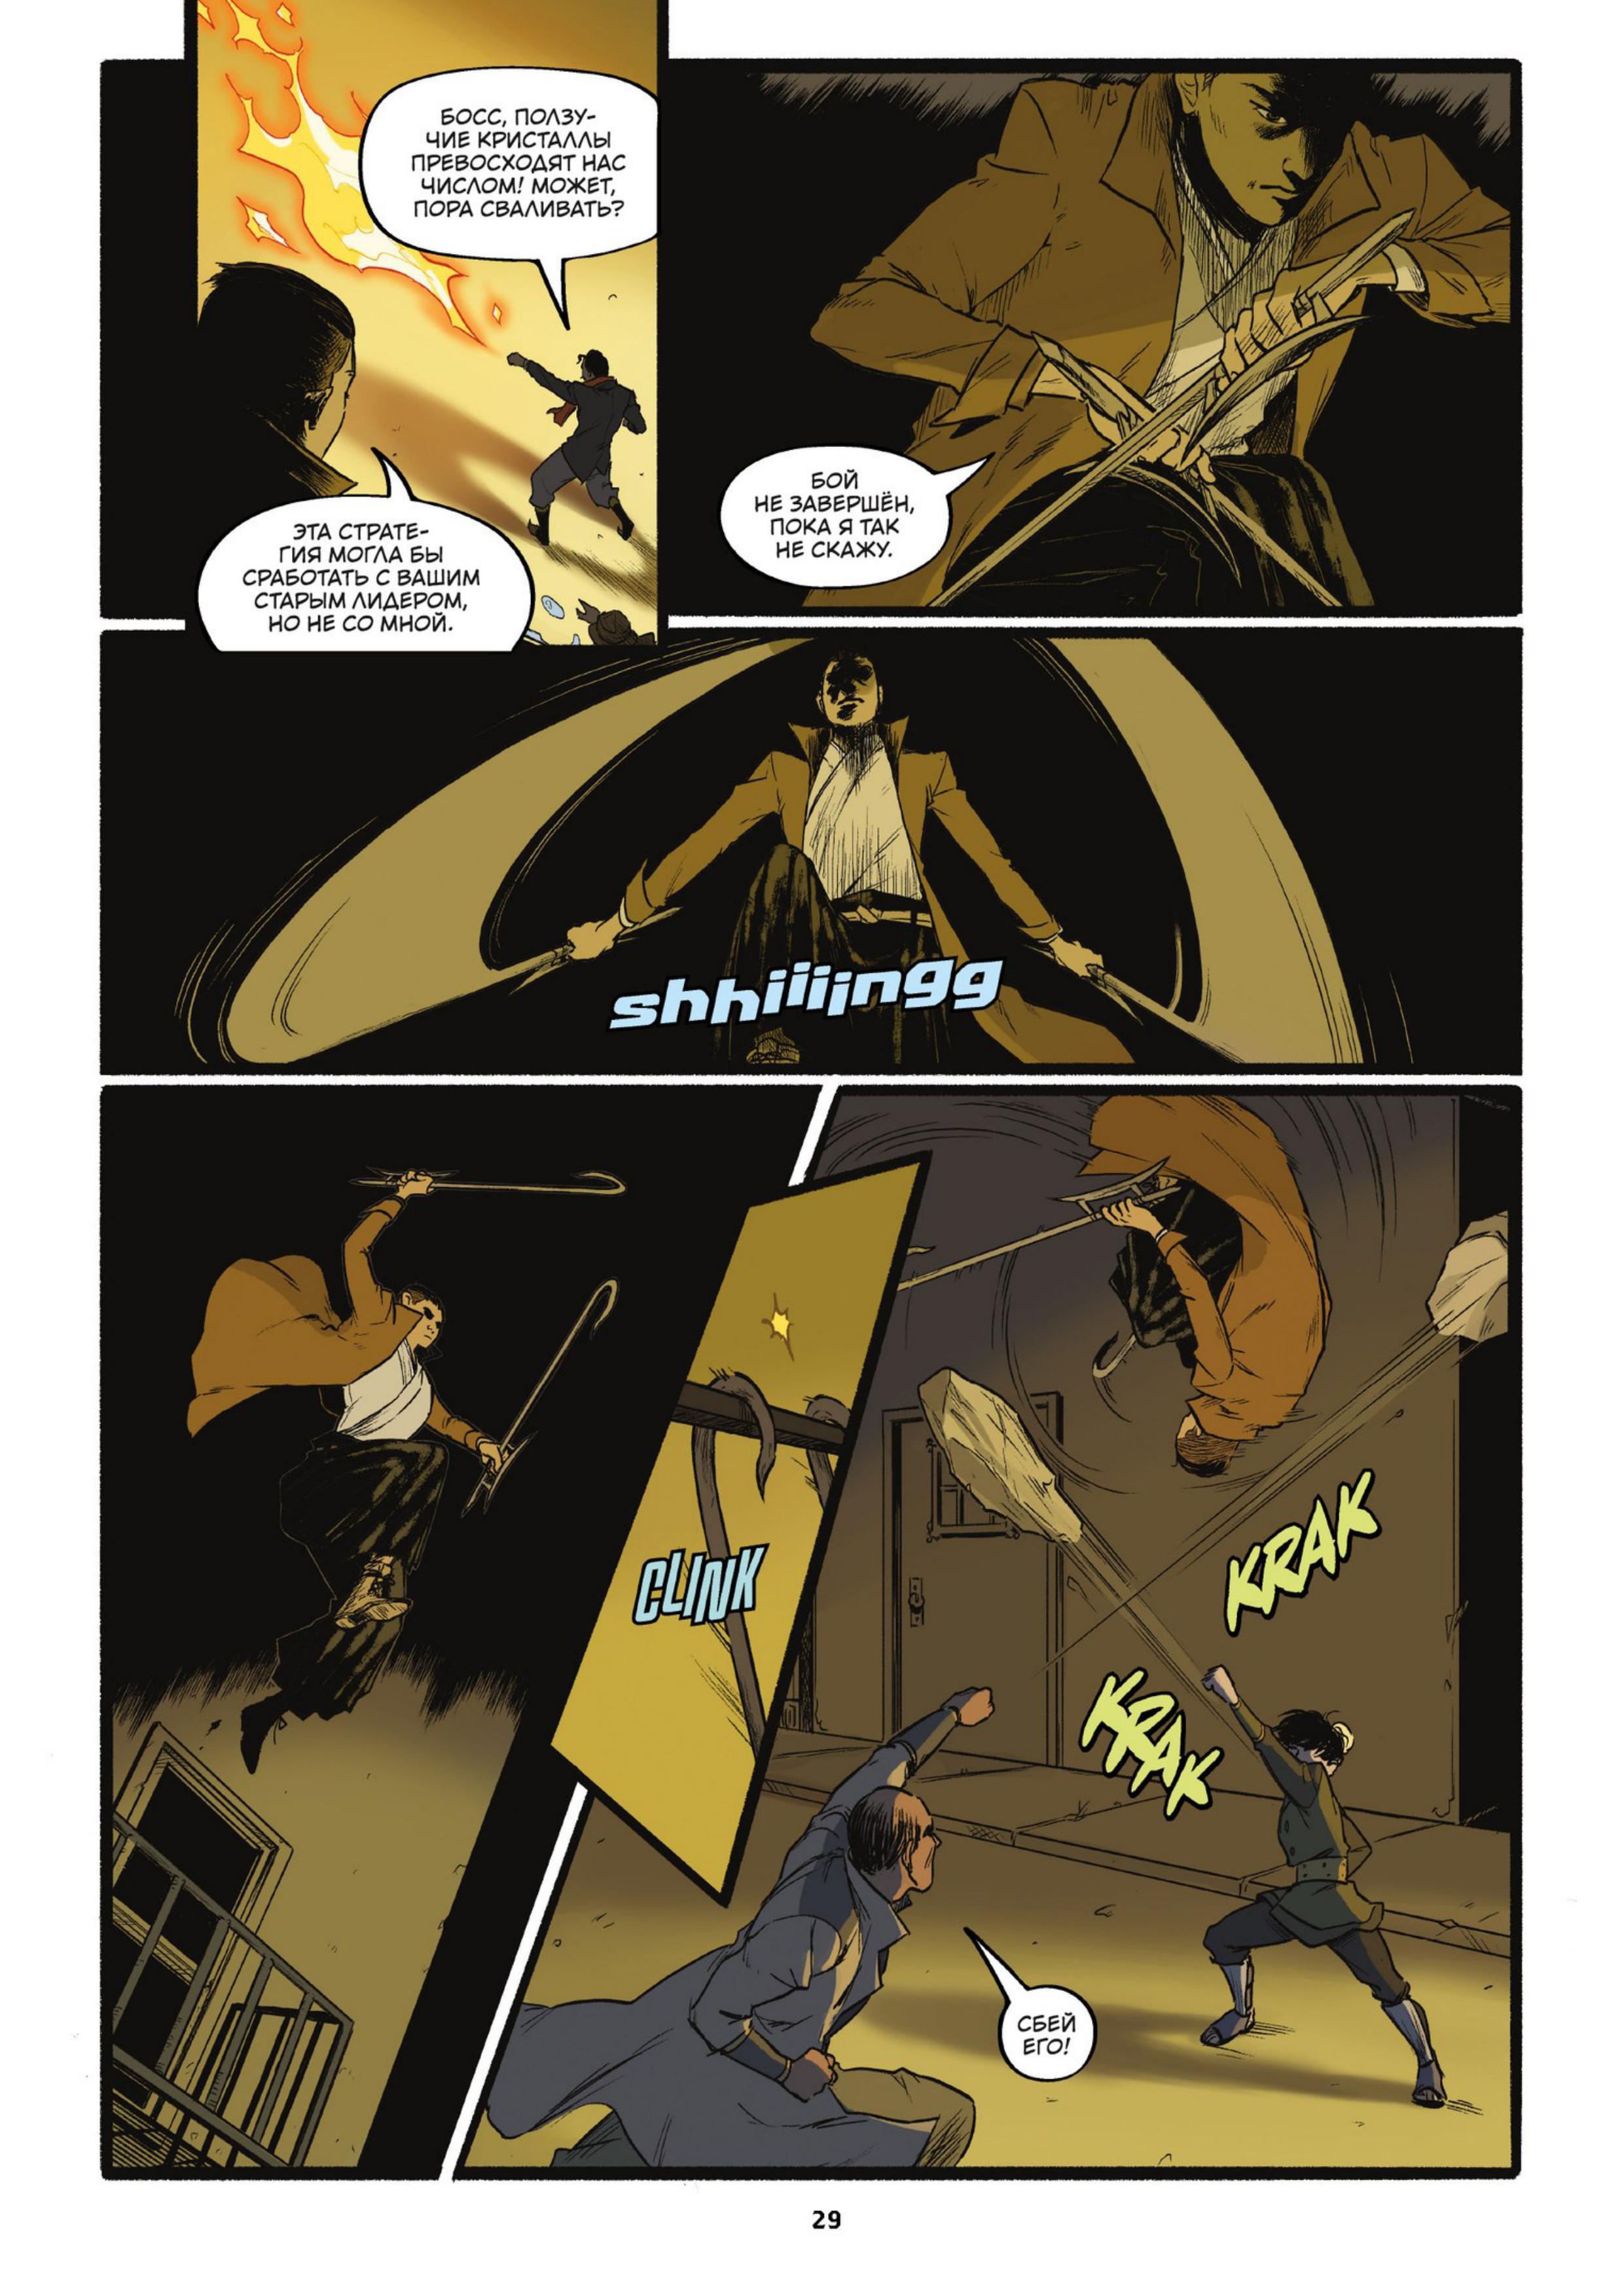 БОСС, ПОЛЗУ-
ЧИЕ КРИСТАЛЛЫ
ПРЕВОСХОДЯТ НАС
ЧИСЛОМ! МОЖЕТ,
ПОРА СВАЛИВАТЬ?
ЭТА СТРАТЕ-
ГИЯ МОГЛА БЫ
СРАБОТАТЬ С ВАШИМ
СТАРЫМ ЛИДЕРОМ,
НО НЕ СО МНОЙ.
БОЙ
НЕ ЗАВЕРШЁН,
ПОКА Я ТАК
НЕ СКАЖУ.
shhiiiingg
CLINK
KRAK
KRAK
СБЕЙ
ЕГО!
29